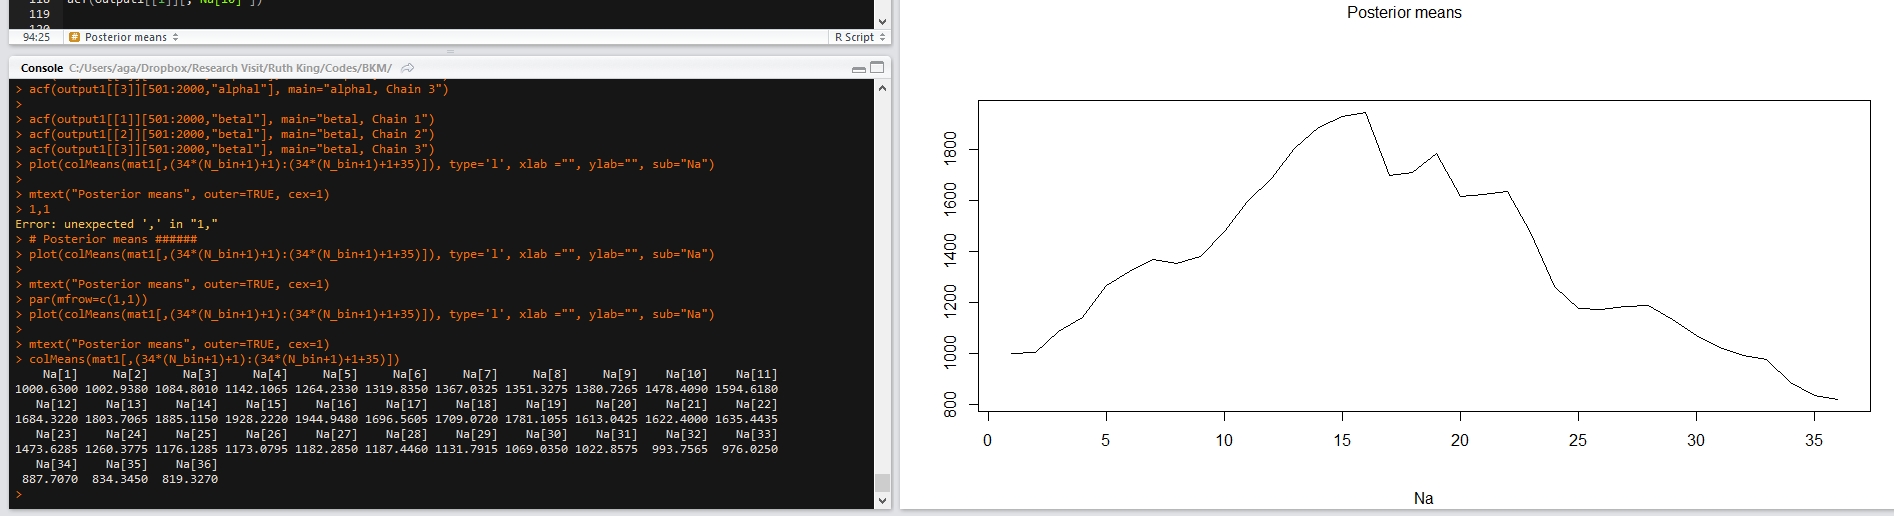 119
94:25 # Posterior means R Script
Console C:/Users/aga/Dropbox/Research Visit/Ruth King/Codes/BKM/
> acf(output1[[3]][501:2000,"alphal"], main="alphal, Chain 3")
>
> acf(output1[[1]][501:2000,"betal"], main="betal, Chain 1")
> acf(output1[[2]][501:2000,"betal"], main="betal, Chain 2")
> acf(output1[[3]][501:2000,"betal"], main="betal, Chain 3")
> plot(colMeans(mat1[,(34*(N_bin+1)+1):(34*(N_bin+1)+1+35)]), type='l', xlab ="", ylab="", sub="Na")
>
> mtext("Posterior means", outer=TRUE, cex=1)
> 1,1
Error: unexpected ',' in "1,"
> # Posterior means ######
> plot(colMeans(mat1[,(34*(N_bin+1)+1):(34*(N_bin+1)+1+35)]), type='l', xlab ="", ylab="", sub="Na")
>
> mtext("Posterior means", outer=TRUE, cex=1)
> par(mfrow=c(1,1))
> plot(colMeans(mat1[,(34*(N_bin+1)+1):(34*(N_bin+1)+1+35)]), type='l', xlab ="", ylab="", sub="Na")
>
> mtext("Posterior means", outer=TRUE, cex=1)
> colMeans(mat1[,(34*(N_bin+1)+1):(34*(N_bin+1)+1+35)])
Na[1] Na[2] Na[3] Na[4] Na[5] Na[6] Na[7] Na[8] Na[9] Na[10] Na[11]
1000.6300 1002.9380 1084.8010 1142.1065 1264.2330 1319.8350 1367.0325 1351.3275 1380.7265 1478.4090 1594.6180
Na[12] Na[13] Na[14] Na[15] Na[16] Na[17] Na[18] Na[19] Na[20] Na[21] Na[22]
1684.3220 1803.7065 1885.1150 1928.2220 1944.9480 1696.5605 1709.0720 1781.1055 1613.0425 1622.4000 1635.4435
Na[23] Na[24] Na[25] Na[26] Na[27] Na[28] Na[29] Na[30] Na[31] Na[32] Na[33]
1473.6285 1260.3775 1176.1285 1173.0795 1182.2850 1187.4460 1131.7915 1069.0350 1022.8575 993.7565 976.0250
Na[34] Na[35] Na[36]
887.7070 834.3450 819.3270
>
Posterior means
1800
1600
1400
1200
1000
800
0 5 10 15 20 25 30 35
Na